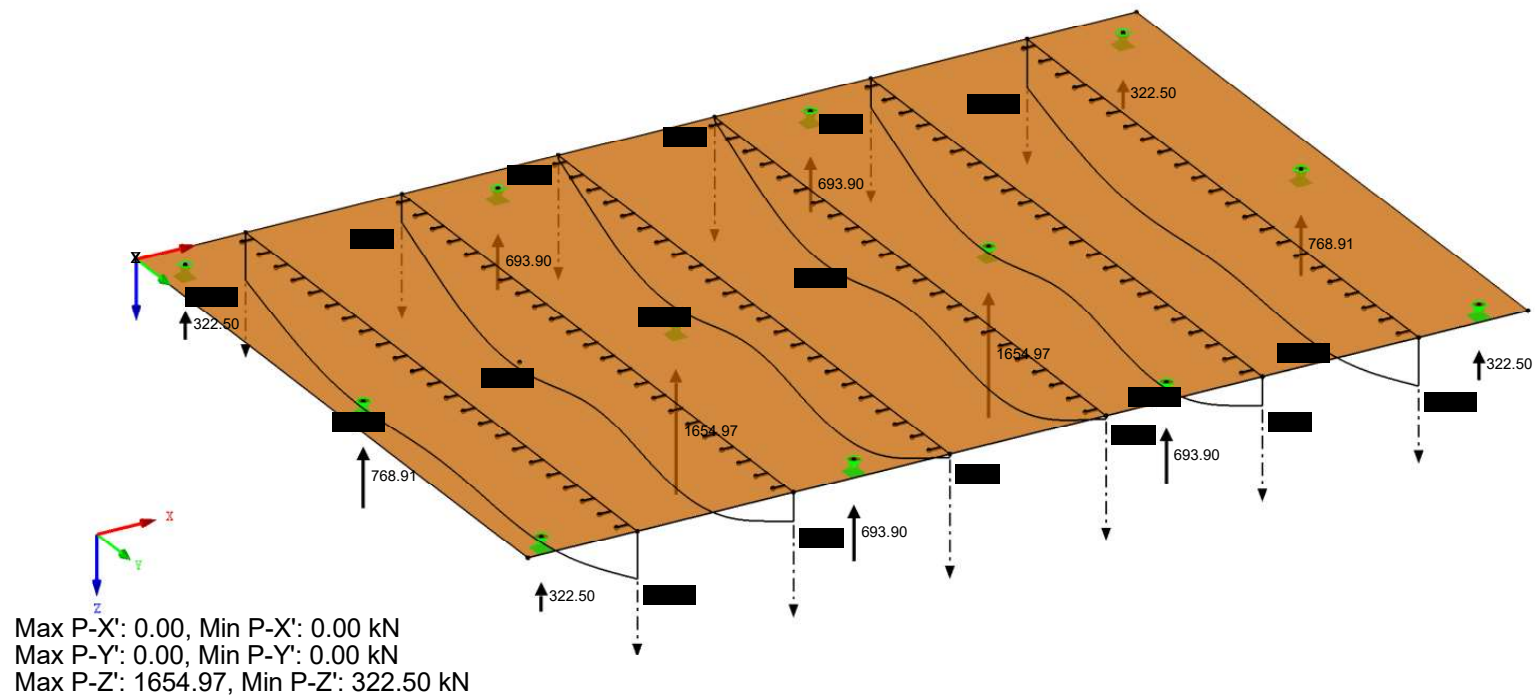 322.50
693.90
768.91
693.90
X
322.50
1654.97
322.50
1654.97
768.91
693.90
693.90
322.50
X
Y
Z
Max P-X': 0.00, Min P-X': 0.00 kN
Max P-Y': 0.00, Min P-Y': 0.00 kN
Max P-Z': 1654.97, Min P-Z': 322.50 kN